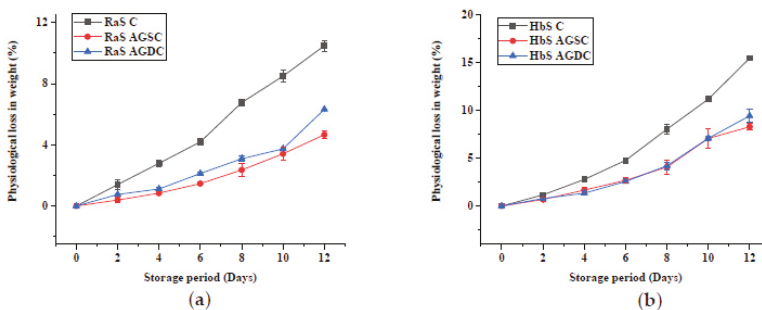 RaS C
RaS AGSC
RaS AGDC
Physiological loss in weight (%)
12
8
4
0
0 2 4 6 8 10 12
Storage period (Days)
(a)
HbS C
HbS AGSC
HbS AGDC
Physiological loss in weight (%)
20
15
10
5
0
0 2 4 6 8 10 12
Storage period (Days)
(b)